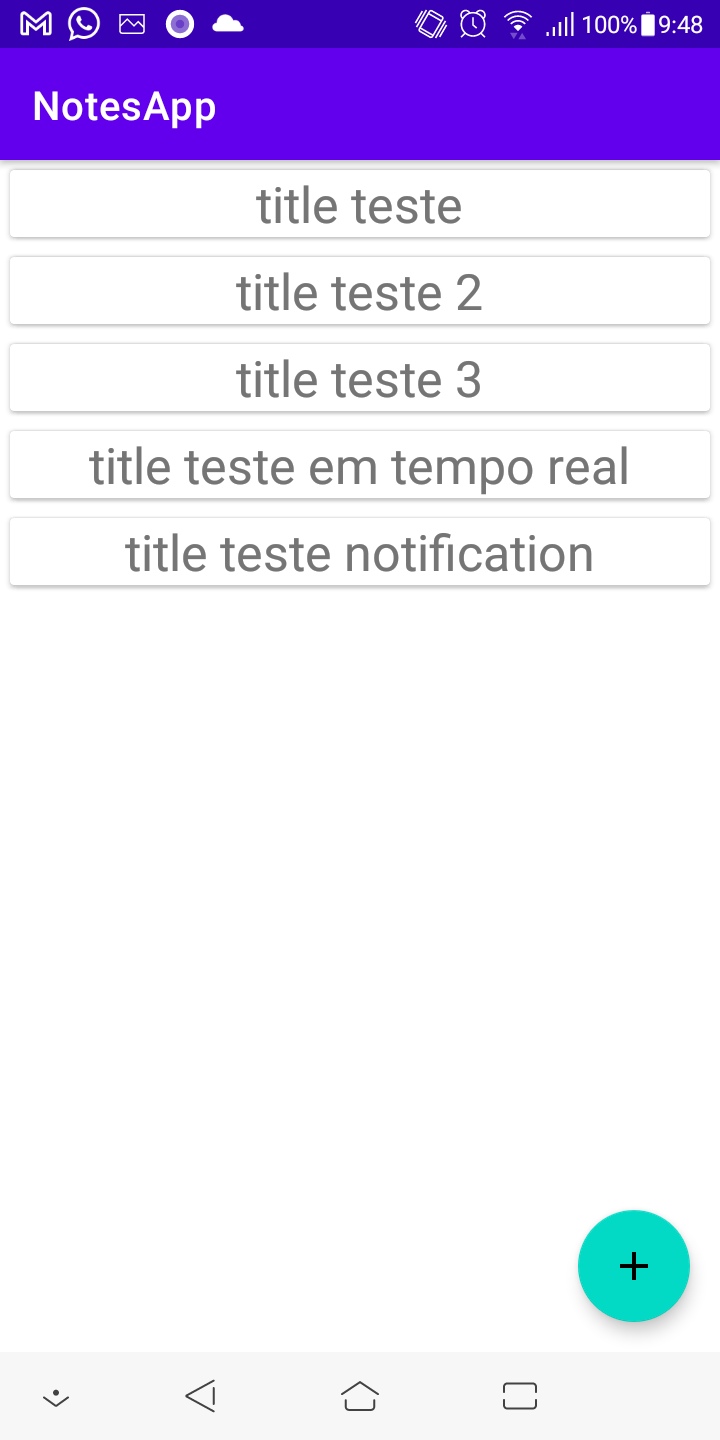 100% 9:48
NotesApp
title teste
title teste 2
title teste 3
title teste em tempo real
title teste notification